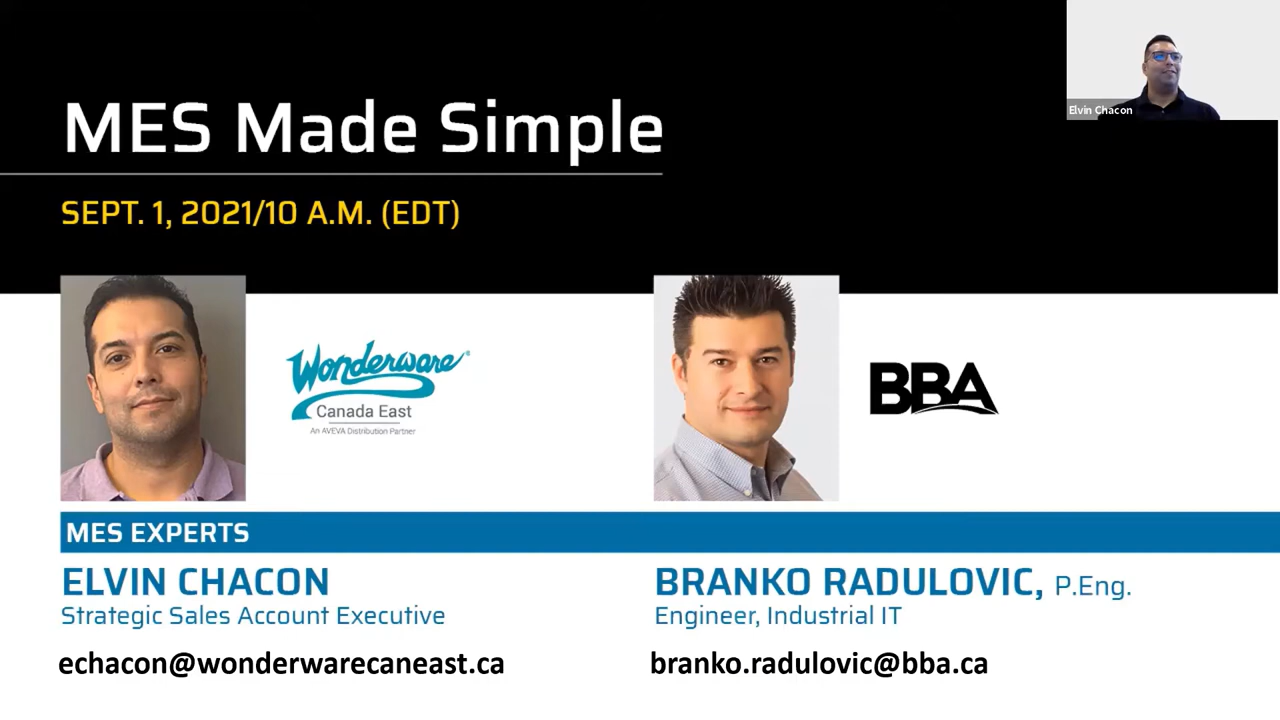 MES Made Simple
Elvin Chacon
SEPT. 1, 2021/10 A.M. (EDT)
Wonderware®
Canada East
An AVEVA Distribution Partner
BBA
MES EXPERTS
ELVIN CHACON
Strategic Sales Account Executive
echacon@wonderwarecaneast.ca
BRANKO RADULOVIC, P.Eng.
Engineer, Industrial IT
branko.radulovic@bba.ca